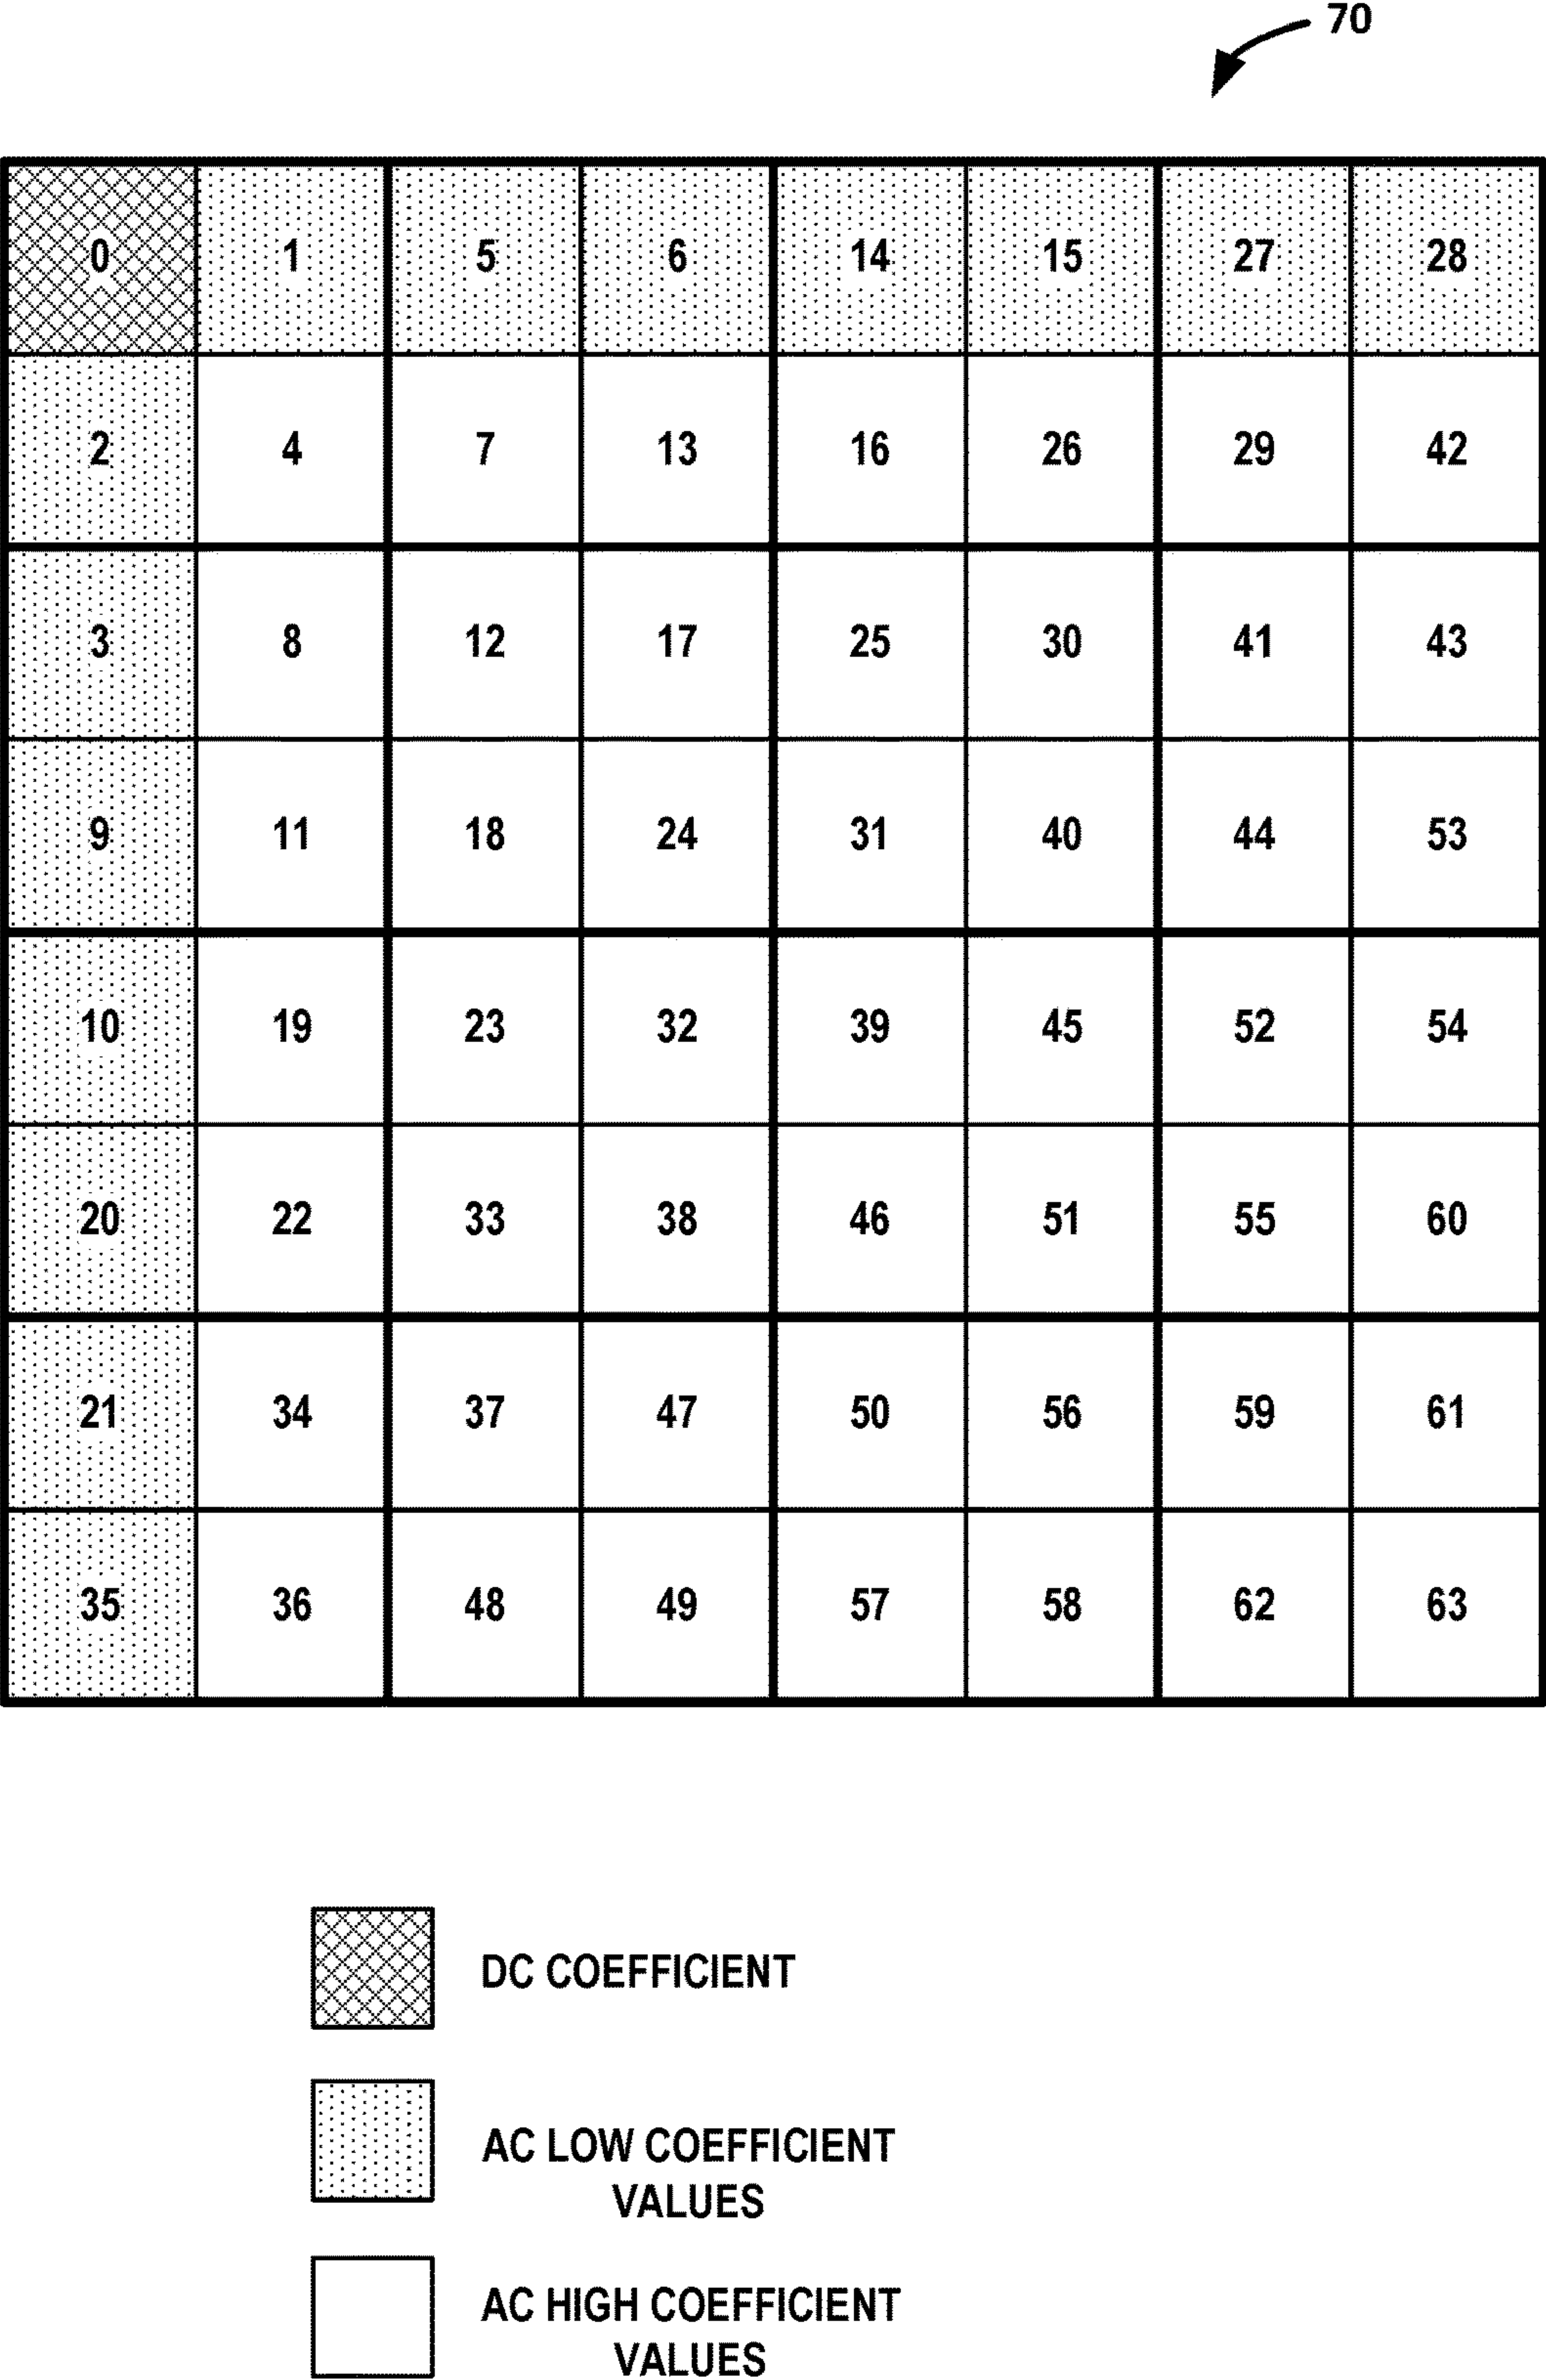 70
0 1 5 6 14 15 27 28
2 4 7 13 16 26 29 42
3 8 12 17 25 30 41 43
9 11 18 24 31 40 44 53
10 19 23 32 39 45 52 54
20 22 33 38 46 51 55 60
21 34 37 47 50 56 59 61
35 36 48 49 57 58 62 63
DC COEFFICIENT
AC LOW COEFFICIENT
VALUES
AC HIGH COEFFICIENT
VALUES